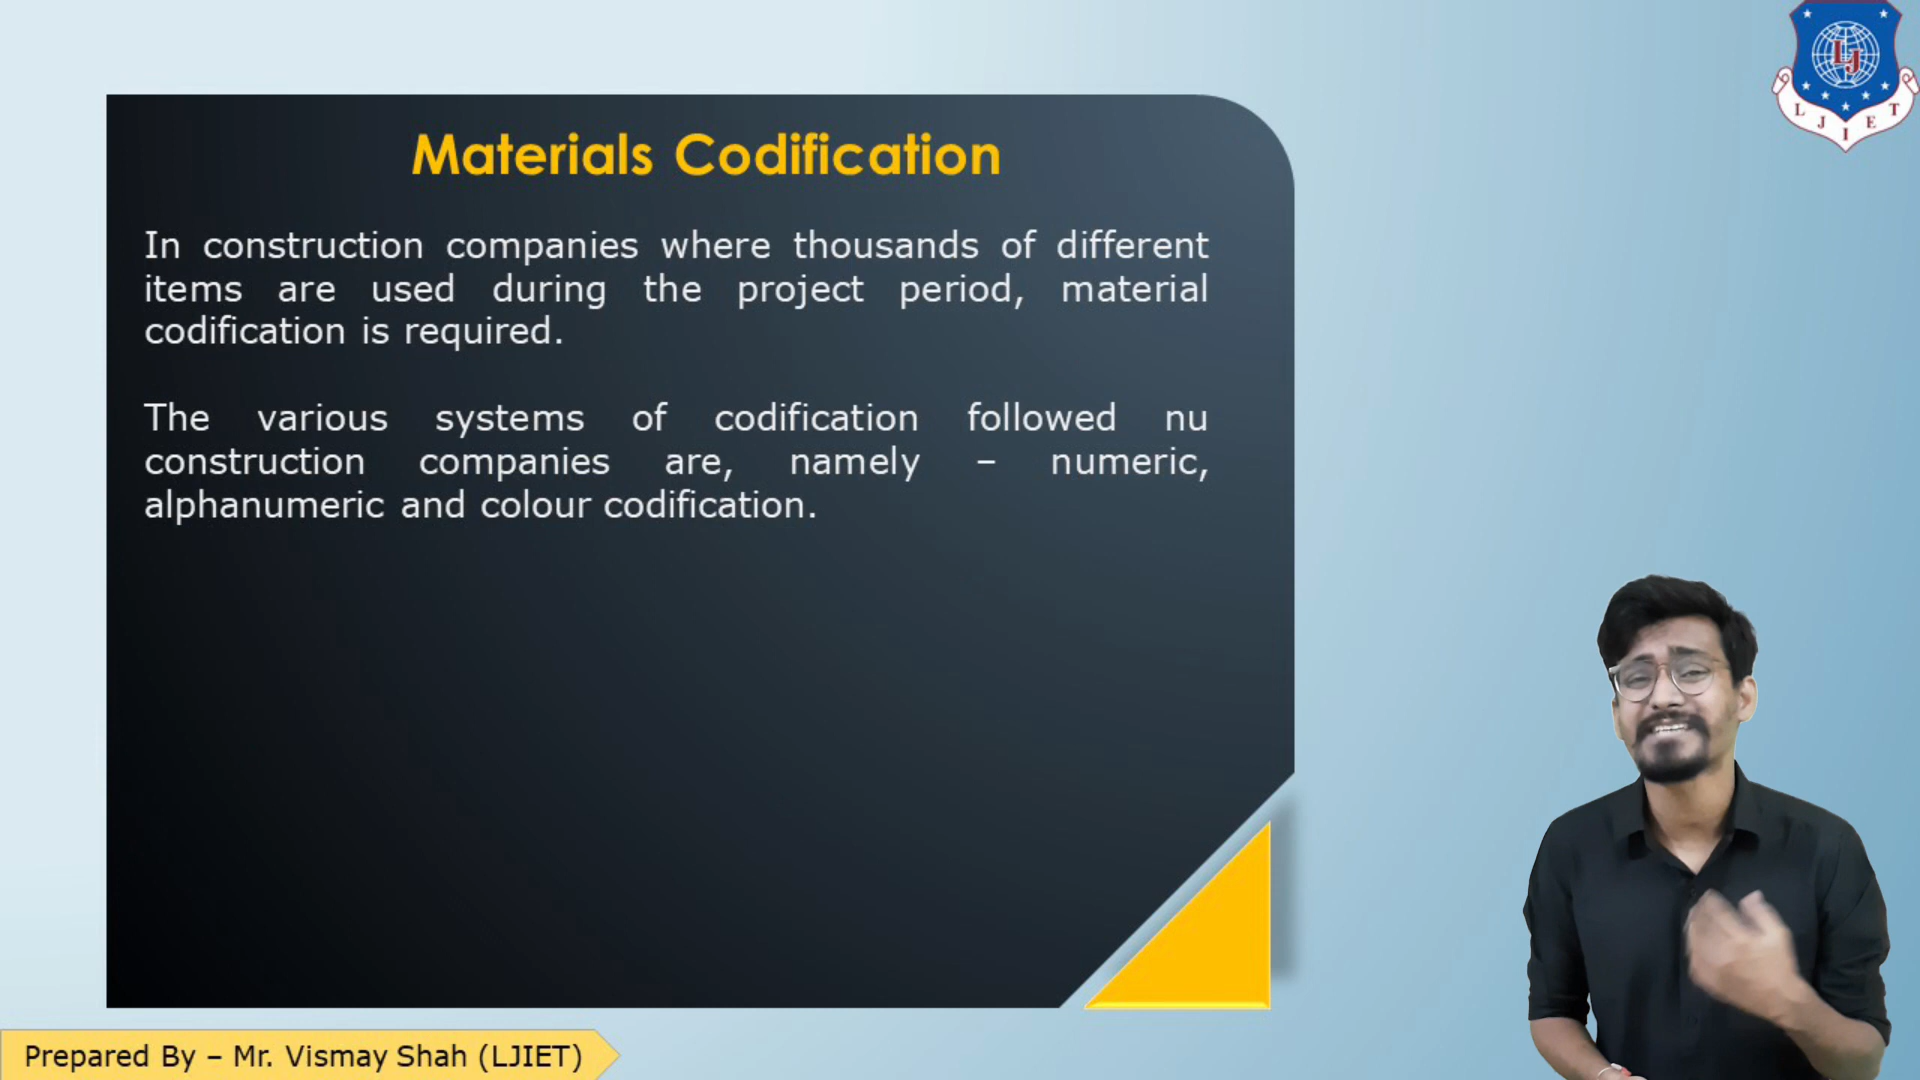 Materials Codification
In construction companies where thousands of different
items are used during the project period, material
codification is required.
The various systems of codification followed nu
construction companies are, namely – numeric,
alphanumeric and colour codification.
LJ
L J I E T
Prepared By – Mr. Vismay Shah (LJIET)